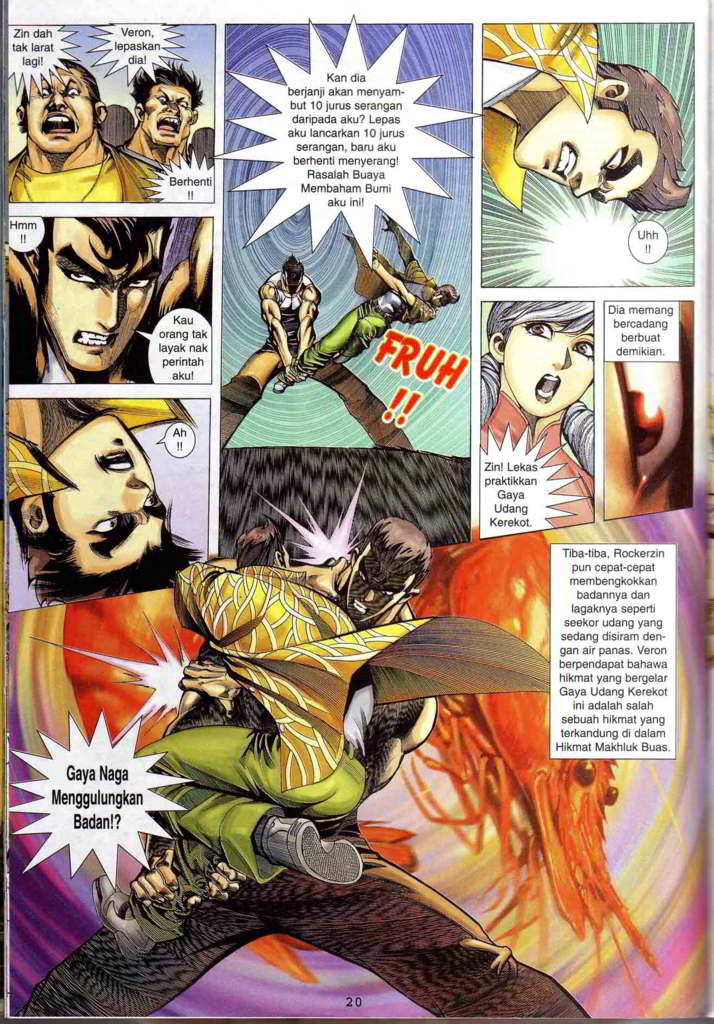 Zin dah
tak larat
lagi!
Veron,
lepaskan
dia!
Berhenti
!!
Kan dia
berjanji akan menyam-
but 10 jurus serangan
daripada aku? Lepas
aku lancarkan 10 jurus
serangan, baru aku
berhenti menyerang!
Rasalah Buaya
Membaham Bumi
aku ini!
FRUH
!!
Uhh
!!
Hmm
!!
Kau
orang tak
layak nak
perintah
aku!
Zin! Lekas
praktikkan
Gaya
Udang
Kerekot.
Dia memang
bercadang
berbuat
demikian.
Ah
!!
Tiba-tiba, Rockerzin
pun cepat-cepat
membengkokkan
badannya dan
lagaknya seperti
seekor udang yang
sedang disiram den-
gan air panas. Veron
berpendapat bahawa
hikmat yang bergelar
Gaya Udang Kerekot
ini adalah salah
sebuah hikmat yang
terkandung di dalam
Hikmat Makhluk Buas.
Gaya Naga
Menggulungkan
Badan!?
20